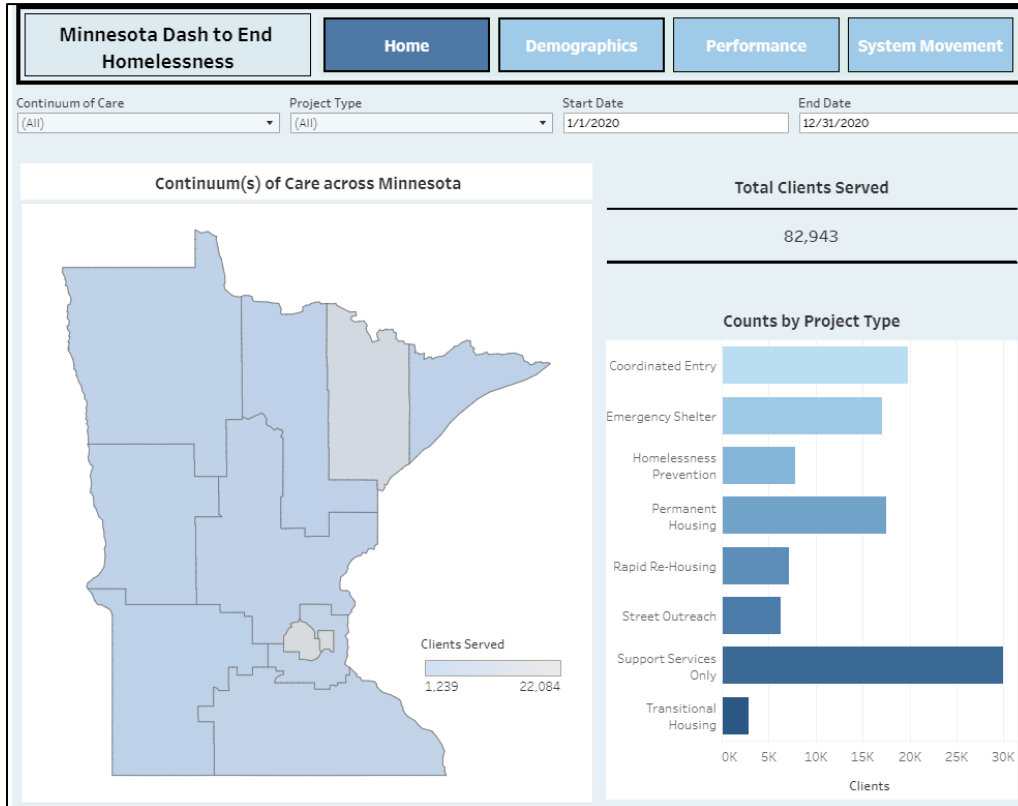 Minnesota Dash to End
Homelessness
Home
Demographics
Performance
System Movement
Continuum of Care
Project Type
Start Date
End Date
(All)
(All)
1/1/2020
12/31/2020
Continuum(s) of Care across Minnesota
Total Clients Served
82,943
Counts by Project Type
Coordinated Entry
Emergency Shelter
Homelessness
Prevention
Permanent
Housing
Rapid Re-Housing
Street Outreach
Support Services
Only
Transitional
Housing
0K 5K 10K 15K 20K 25K 30K
Clients
Clients Served
1,239 22,084